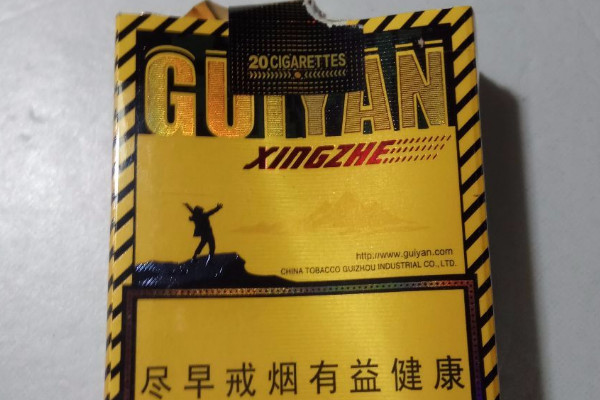 20 CIGARETTES
GUIYAN
XINGZHE
http://www.guiyan.com
CHINA TOBACCO GUIZHOU INDUSTRIAL CO., LTD.
尽早戒烟有益健康